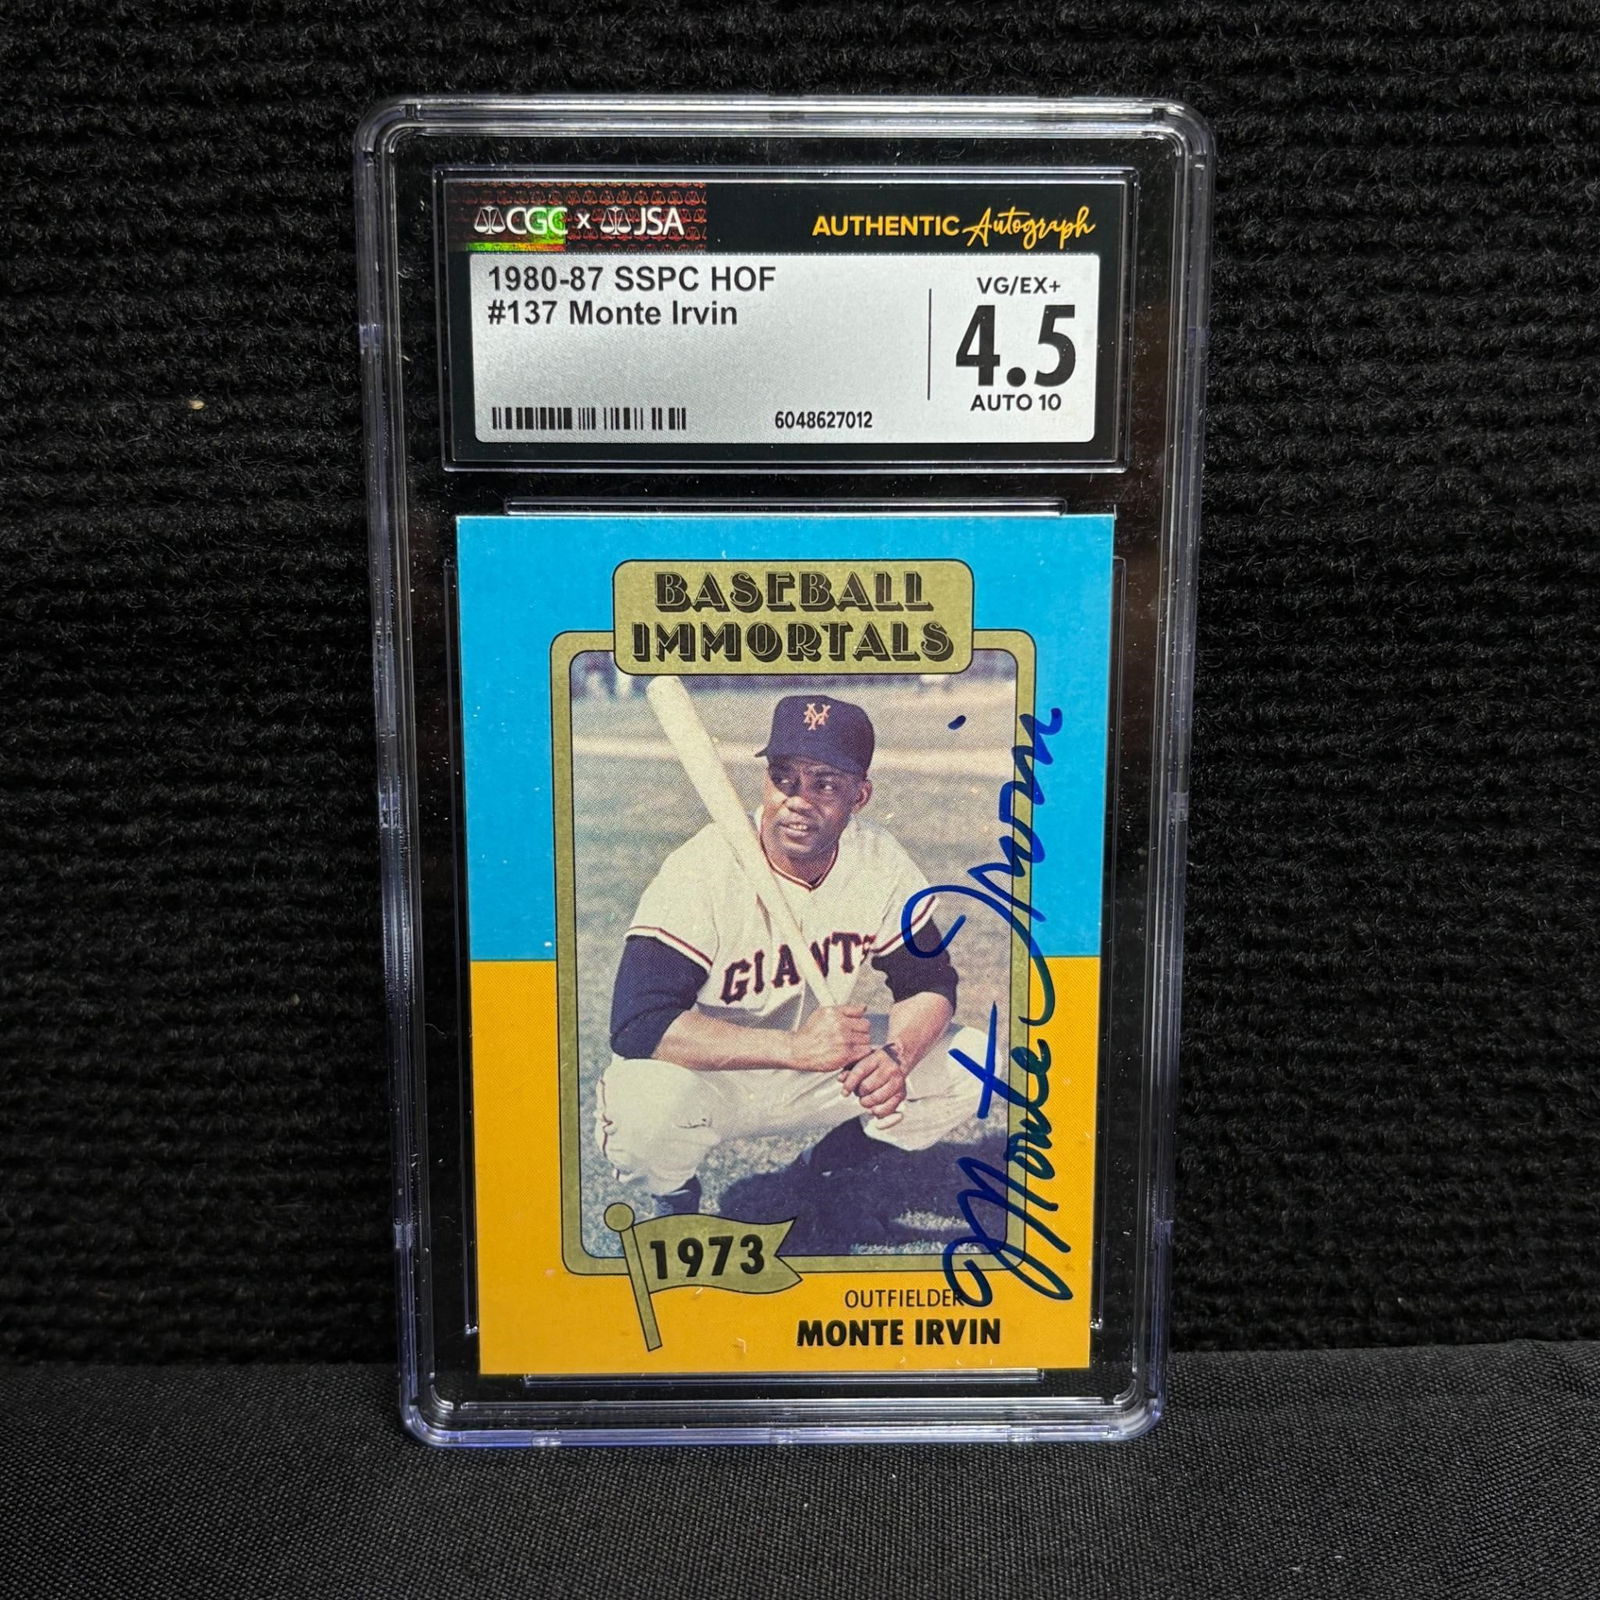 CGC x JSA
AUTHENTIC Autograph
1980-87 SSPC HOF
#137 Monte Irvin
VG/EX+
4.5
AUTO 10
6048627012
BASEBALL
IMMORTALS
NY
GIANTS
Monte Irvin
1973
OUTFIELDER
MONTE IRVIN